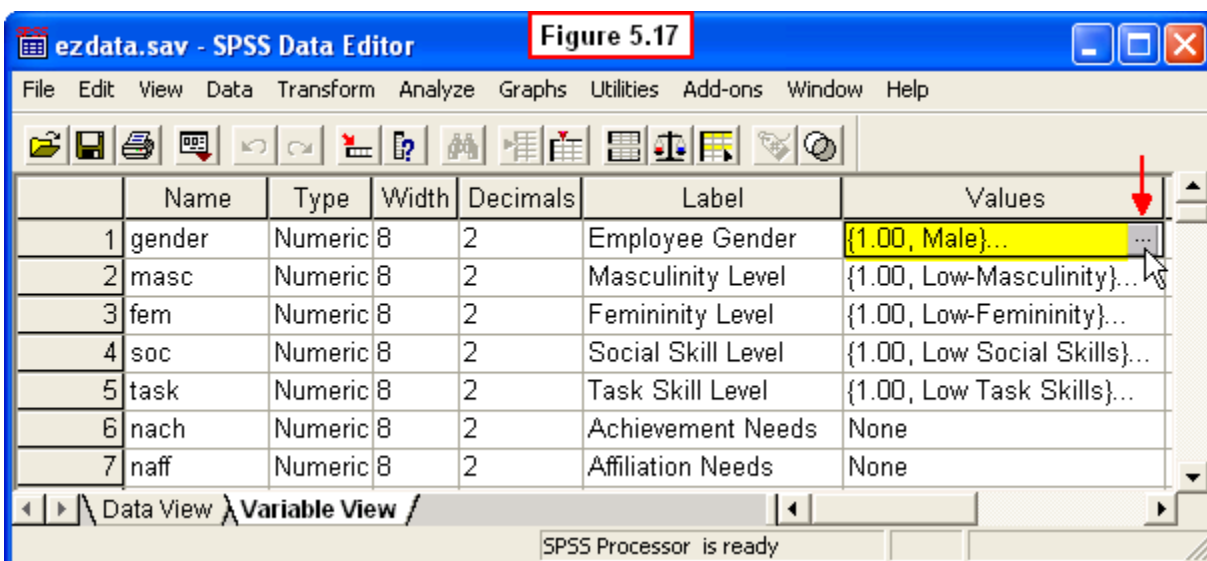 SPSS
ezdata.sav - SPSS Data Editor
Figure 5.17
File Edit View Data Transform Analyze Graphs Utilities Add-ons Window Help
Name Type Width Decimals Label Values
1 gender Numeric 8 2 Employee Gender {1.00, Male}... ...
2 masc Numeric 8 2 Masculinity Level {1.00, Low-Masculinity}...
3 fem Numeric 8 2 Femininity Level {1.00, Low-Femininity}...
4 soc Numeric 8 2 Social Skill Level {1.00, Low Social Skills}...
5 task Numeric 8 2 Task Skill Level {1.00, Low Task Skills}...
6 nach Numeric 8 2 Achievement Needs None
7 naff Numeric 8 2 Affiliation Needs None
Data View Variable View
SPSS Processor is ready